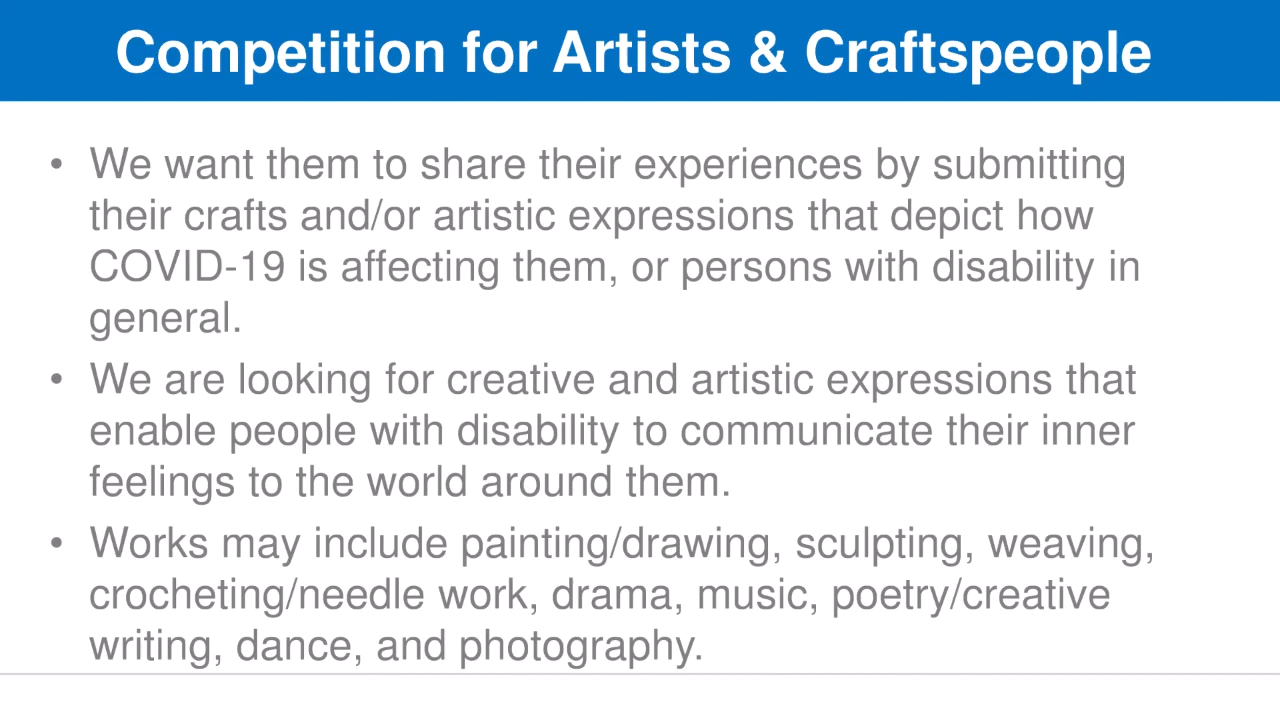 Competition for Artists & Craftspeople
• We want them to share their experiences by submitting
their crafts and/or artistic expressions that depict how
COVID-19 is affecting them, or persons with disability in
general.
• We are looking for creative and artistic expressions that
enable people with disability to communicate their inner
feelings to the world around them.
• Works may include painting/drawing, sculpting, weaving,
crocheting/needle work, drama, music, poetry/creative
writing, dance, and photography.